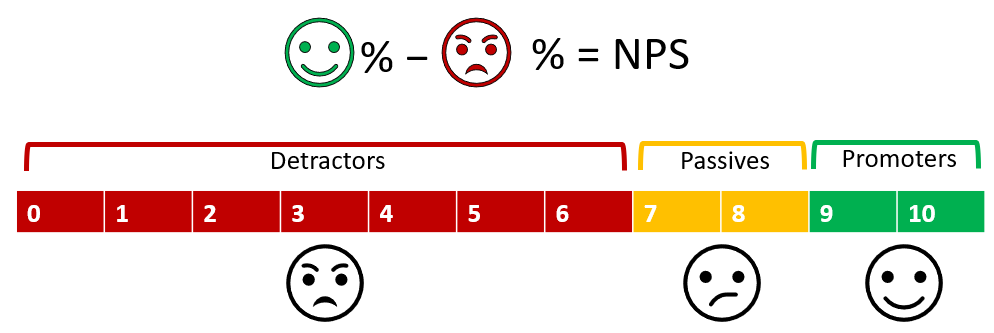 % – % = NPS
Detractors Passives Promoters
0 1 2 3 4 5 6 7 8 9 10